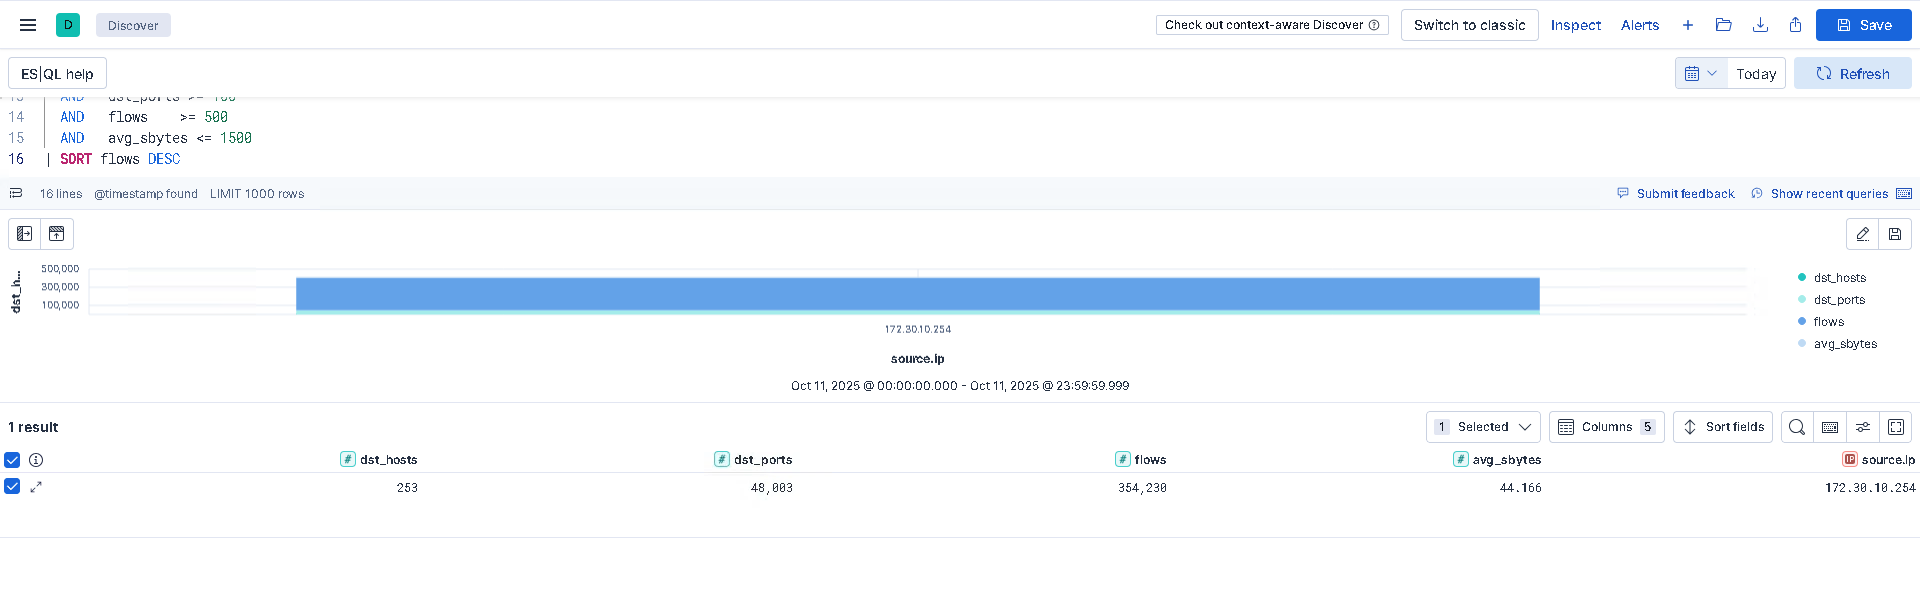 D Discover Check out context-aware Discover Switch to classic Inspect Alerts Save
ES|QL help Today Refresh
13 AND dst_ports >= 100
14 AND flows >= 500
15 AND avg_sbytes <= 1500
16 | SORT flows DESC
16 lines @timestamp found LIMIT 1000 rows Submit feedback Show recent queries
dst_h...
500,000
300,000
100,000
172.30.10.254
source.ip
Oct 11, 2025 @ 00:00:00.000 - Oct 11, 2025 @ 23:59:59.999
dst_hosts
dst_ports
flows
avg_sbytes
1 result 1 Selected Columns 5 Sort fields
# dst_hosts # dst_ports # flows # avg_sbytes IP source.ip
253 48,003 354,230 44.166 172.30.10.254